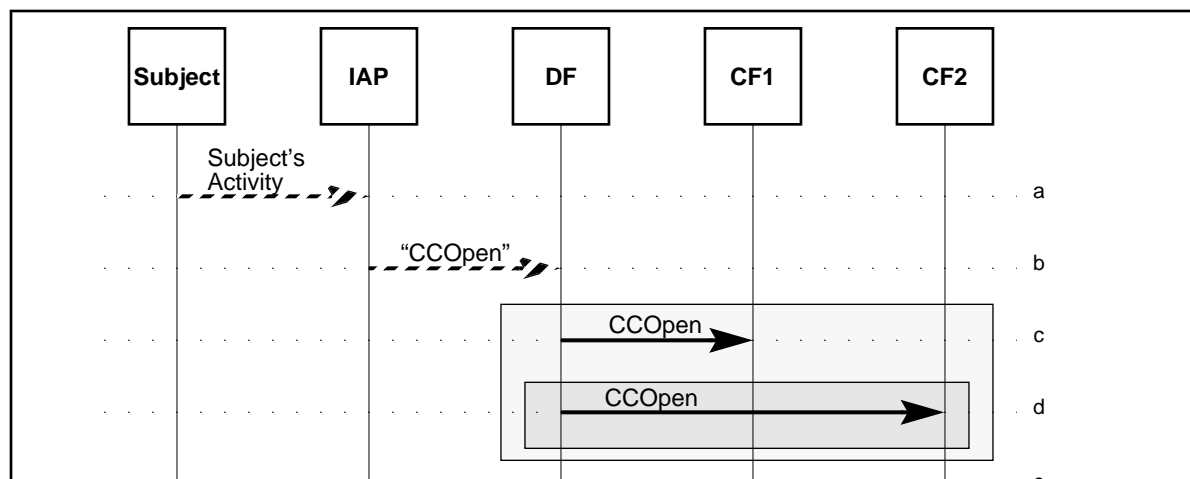 Subject IAP DF CF1 CF2
Subject's
Activity
a
“CCOpen”
b
CCOpen
c
CCOpen
d